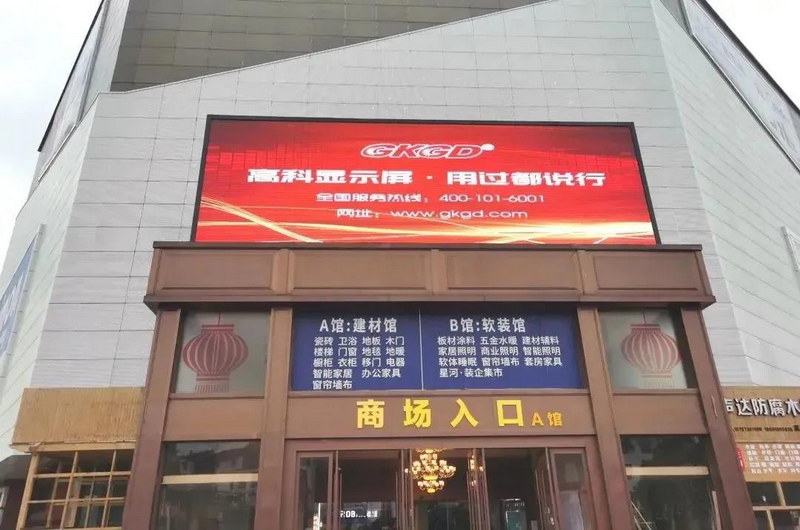 GKGD
高科显示屏·用过都说行
全国服务热线：400-101-6001
网址：www.gkgd.com
A馆:建材馆
瓷砖 卫浴 地板 木门
楼梯 门窗 地毯 地暖
橱柜 衣柜 移门 电器
智能家居 办公家具
窗帘墙布
B馆:软装馆
板材涂料 五金水暖 建材辅料
家居照明 商业照明 智能照明
软体睡眠 窗帘墙布 套房家具
星河·装企集市
商场入口A馆
声达防腐木